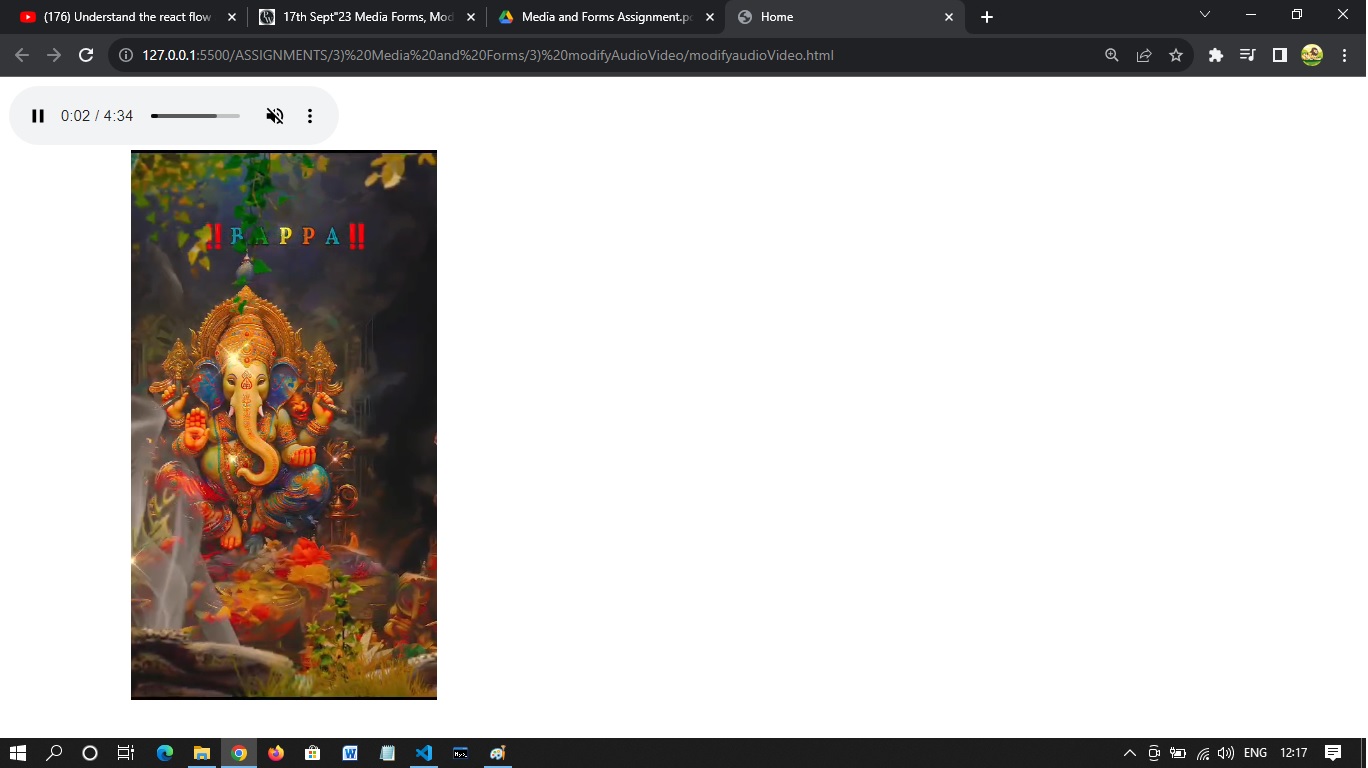 (176) Understand the react flow
17th Sept"23 Media Forms, Mod
Media and Forms Assignment.pd
Home
127.0.0.1:5500/ASSIGNMENTS/3)%20Media%20and%20Forms/3)%20modifyAudioVideo/modifyaudioVideo.html
0:02 / 4:34
‼BAPPA‼
ENG
12:17